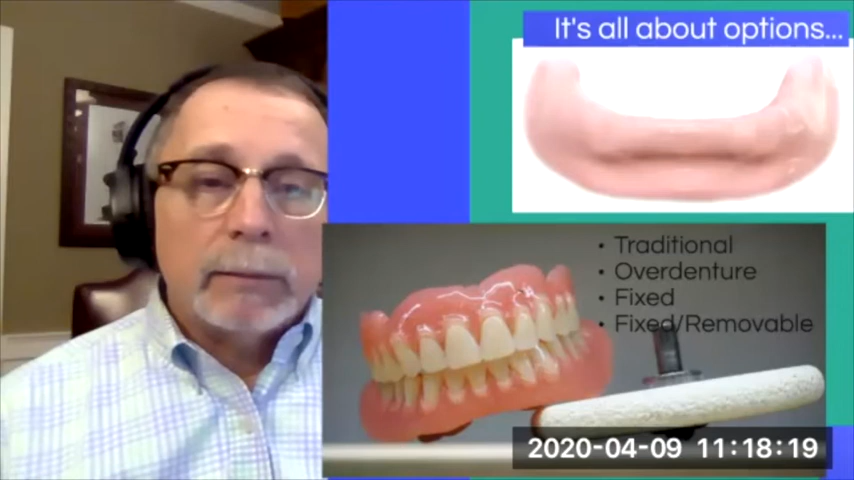 It's all about options...
• Traditional
• Overdenture
• Fixed
• Fixed/Removable
2020-04-09 11:18:19